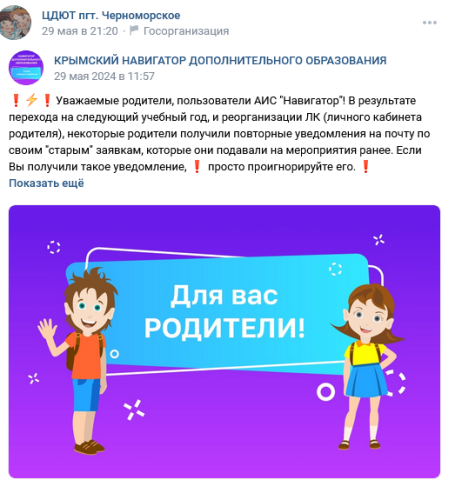 ЦДЮТ пгт. Черноморское
29 мая в 21:20 · Госорганизация
КРЫМСКИЙ НАВИГАТОР ДОПОЛНИТЕЛЬНОГО ОБРАЗОВАНИЯ
29 мая 2024 в 11:57
❗⚡❗Уважаемые родители, пользователи АИС "Навигатор"! В результате
перехода на следующий учебный год, и реорганизации ЛК (личного кабинета
родителя), некоторые родители получили повторные уведомления на почту по
своим "старым" заявкам, которые они подавали на мероприятия ранее. Если
Вы получили такое уведомление, ❗ просто проигнорируйте его. ❗
Показать ещё
Для вас
РОДИТЕЛИ!